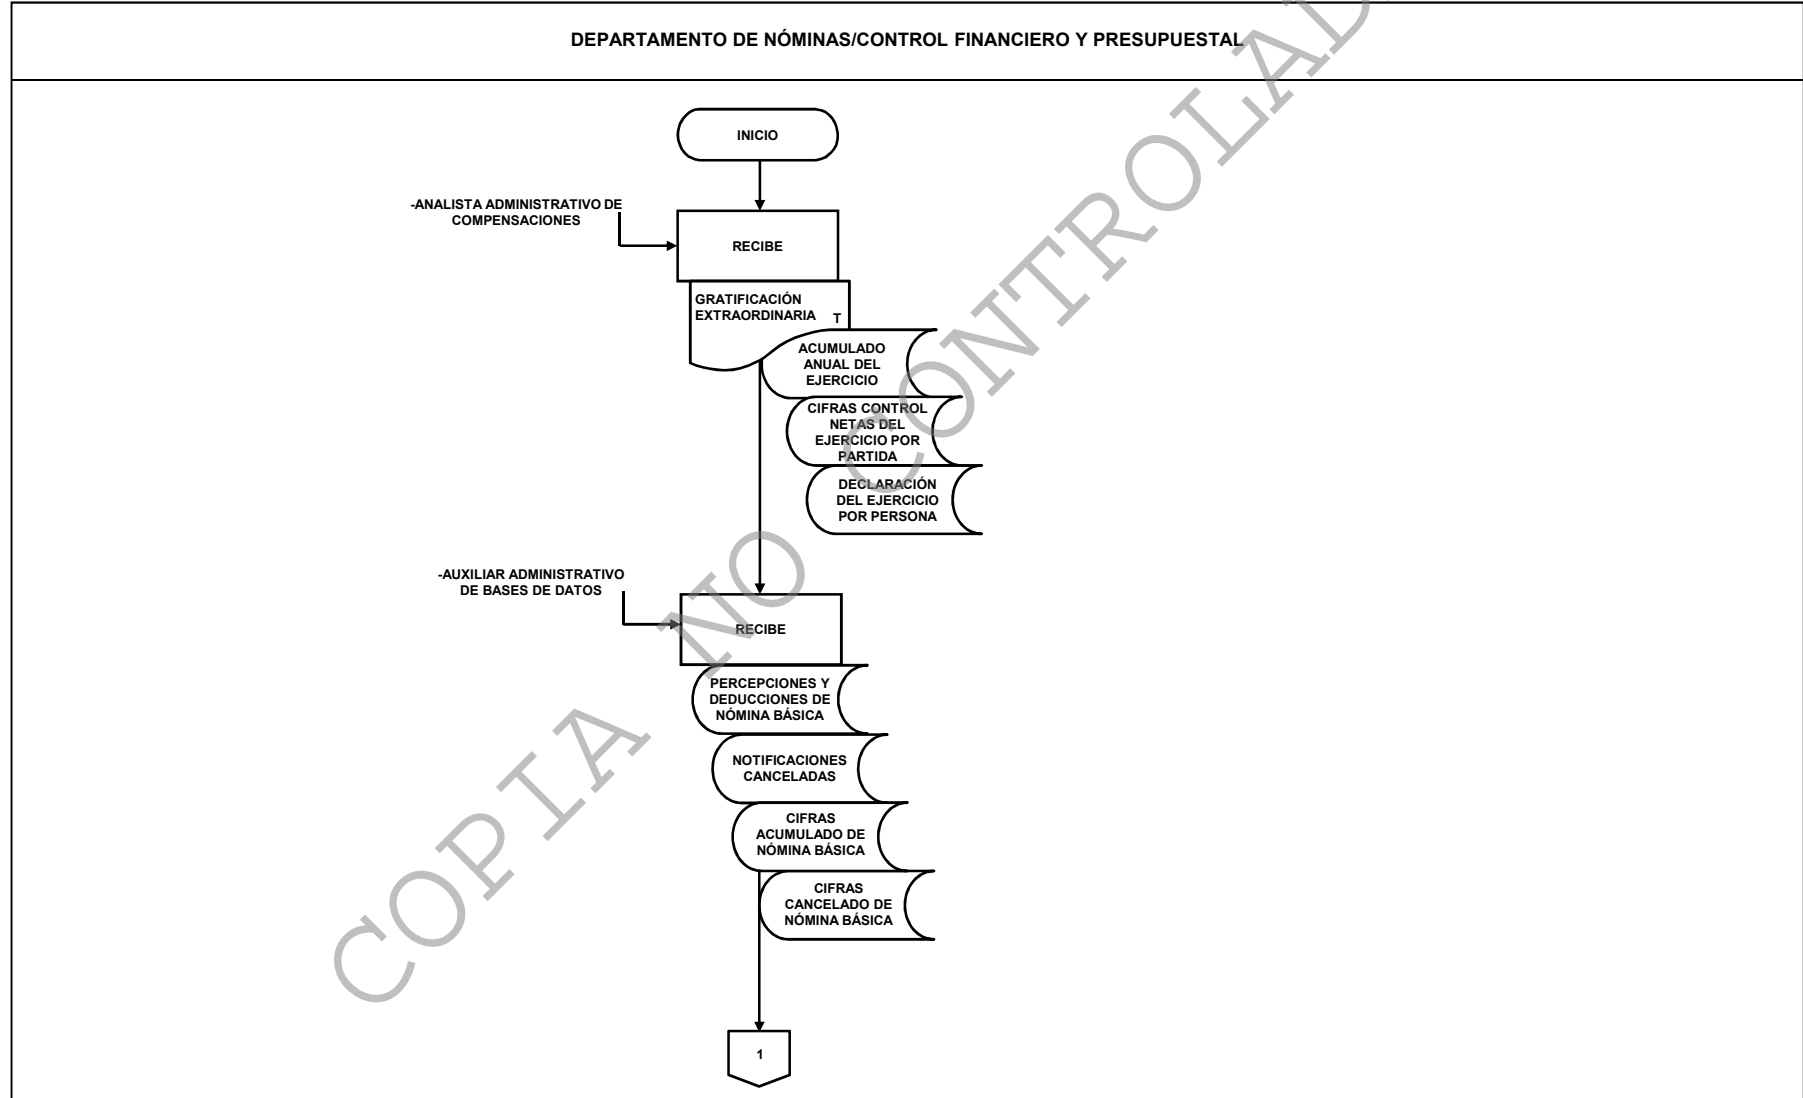 DEPARTAMENTO DE NÓMINAS/CONTROL FINANCIERO Y PRESUPUESTAL
INICIO
-ANALISTA ADMINISTRATIVO DE
COMPENSACIONES
RECIBE
GRATIFICACIÓN
EXTRAORDINARIA T
ACUMULADO
ANUAL DEL
EJERCICIO
CIFRAS CONTROL
NETAS DEL
EJERCICIO POR
PARTIDA
DECLARACIÓN
DEL EJERCICIO
POR PERSONA
-AUXILIAR ADMINISTRATIVO
DE BASES DE DATOS
RECIBE
PERCEPCIONES Y
DEDUCCIONES DE
NÓMINA BÁSICA
NOTIFICACIONES
CANCELADAS
CIFRAS
ACUMULADO DE
NÓMINA BÁSICA
CIFRAS
CANCELADO DE
NÓMINA BÁSICA
1
COPIA NO CONTROLAD